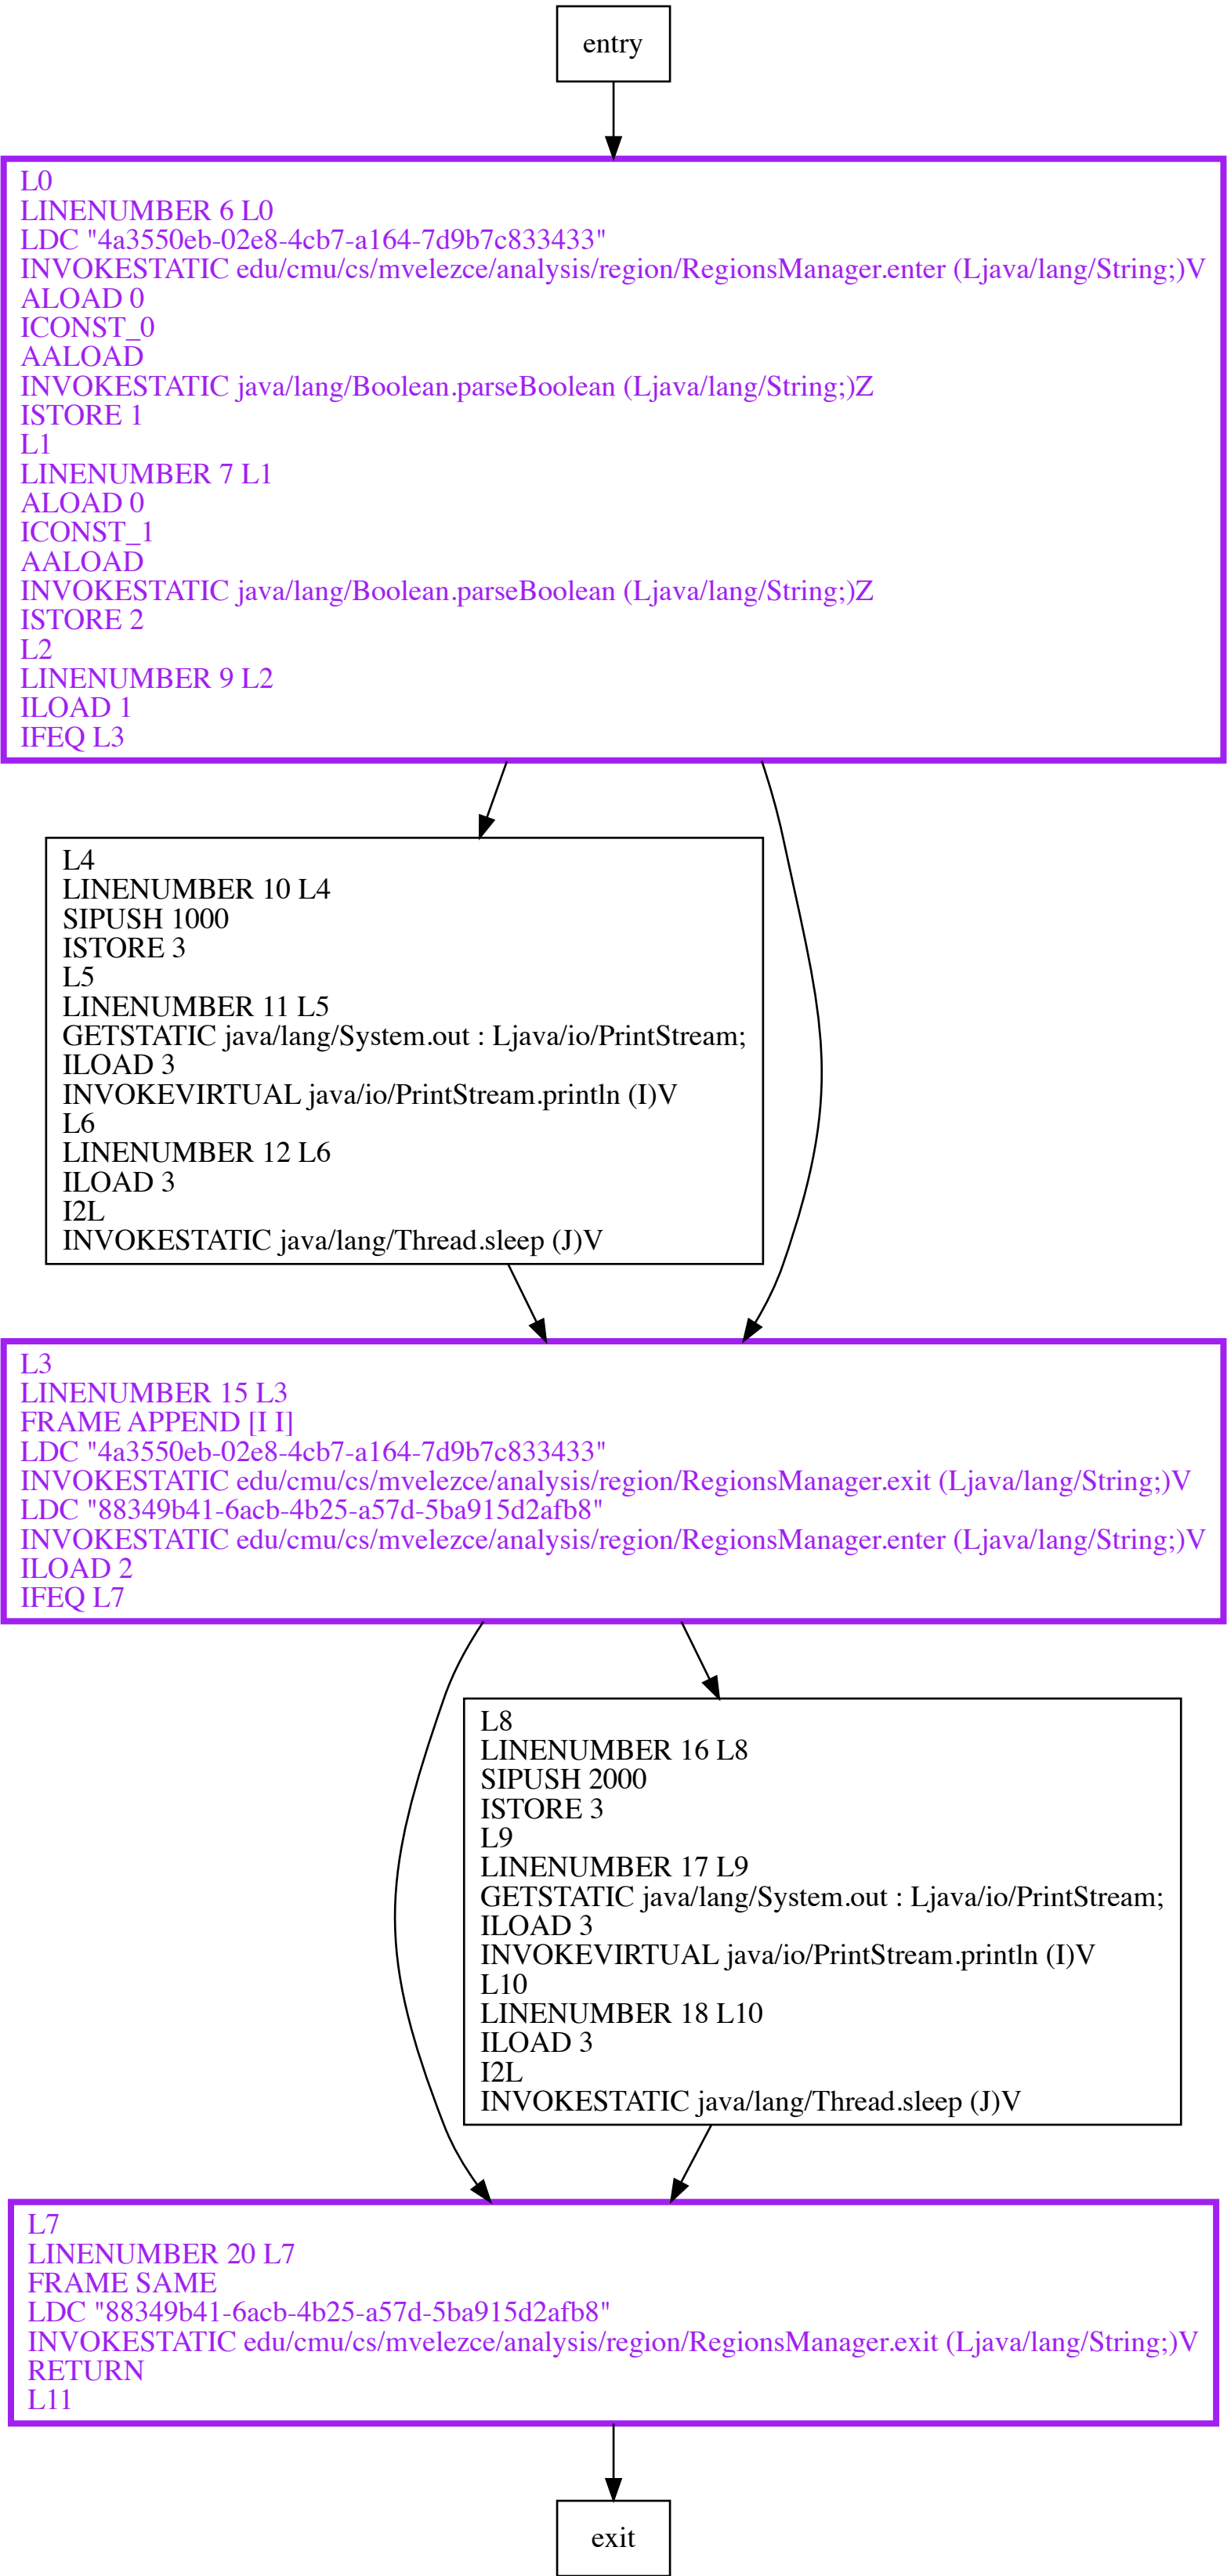 entry
L0
LINENUMBER 6 L0
LDC "4a3550eb-02e8-4cb7-a164-7d9b7c833433"
INVOKESTATIC edu/cmu/cs/mvelezce/analysis/region/RegionsManager.enter (Ljava/lang/String;)V
ALOAD 0
ICONST_0
AALOAD
INVOKESTATIC java/lang/Boolean.parseBoolean (Ljava/lang/String;)Z
ISTORE 1
L1
LINENUMBER 7 L1
ALOAD 0
ICONST_1
AALOAD
INVOKESTATIC java/lang/Boolean.parseBoolean (Ljava/lang/String;)Z
ISTORE 2
L2
LINENUMBER 9 L2
ILOAD 1
IFEQ L3
L4
LINENUMBER 10 L4
SIPUSH 1000
ISTORE 3
L5
LINENUMBER 11 L5
GETSTATIC java/lang/System.out : Ljava/io/PrintStream;
ILOAD 3
INVOKEVIRTUAL java/io/PrintStream.println (I)V
L6
LINENUMBER 12 L6
ILOAD 3
I2L
INVOKESTATIC java/lang/Thread.sleep (J)V
L3
LINENUMBER 15 L3
FRAME APPEND [I I]
LDC "4a3550eb-02e8-4cb7-a164-7d9b7c833433"
INVOKESTATIC edu/cmu/cs/mvelezce/analysis/region/RegionsManager.exit (Ljava/lang/String;)V
LDC "88349b41-6acb-4b25-a57d-5ba915d2afb8"
INVOKESTATIC edu/cmu/cs/mvelezce/analysis/region/RegionsManager.enter (Ljava/lang/String;)V
ILOAD 2
IFEQ L7
L8
LINENUMBER 16 L8
SIPUSH 2000
ISTORE 3
L9
LINENUMBER 17 L9
GETSTATIC java/lang/System.out : Ljava/io/PrintStream;
ILOAD 3
INVOKEVIRTUAL java/io/PrintStream.println (I)V
L10
LINENUMBER 18 L10
ILOAD 3
I2L
INVOKESTATIC java/lang/Thread.sleep (J)V
L7
LINENUMBER 20 L7
FRAME SAME
LDC "88349b41-6acb-4b25-a57d-5ba915d2afb8"
INVOKESTATIC edu/cmu/cs/mvelezce/analysis/region/RegionsManager.exit (Ljava/lang/String;)V
RETURN
L11
exit